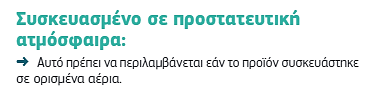 Συσκευασμένο σε προστατευτική
ατμόσφαιρα:
➔ Αυτό πρέπει να περιλαμβάνεται εάν το προϊόν συσκευάστηκε
σε ορισμένα αέρια.